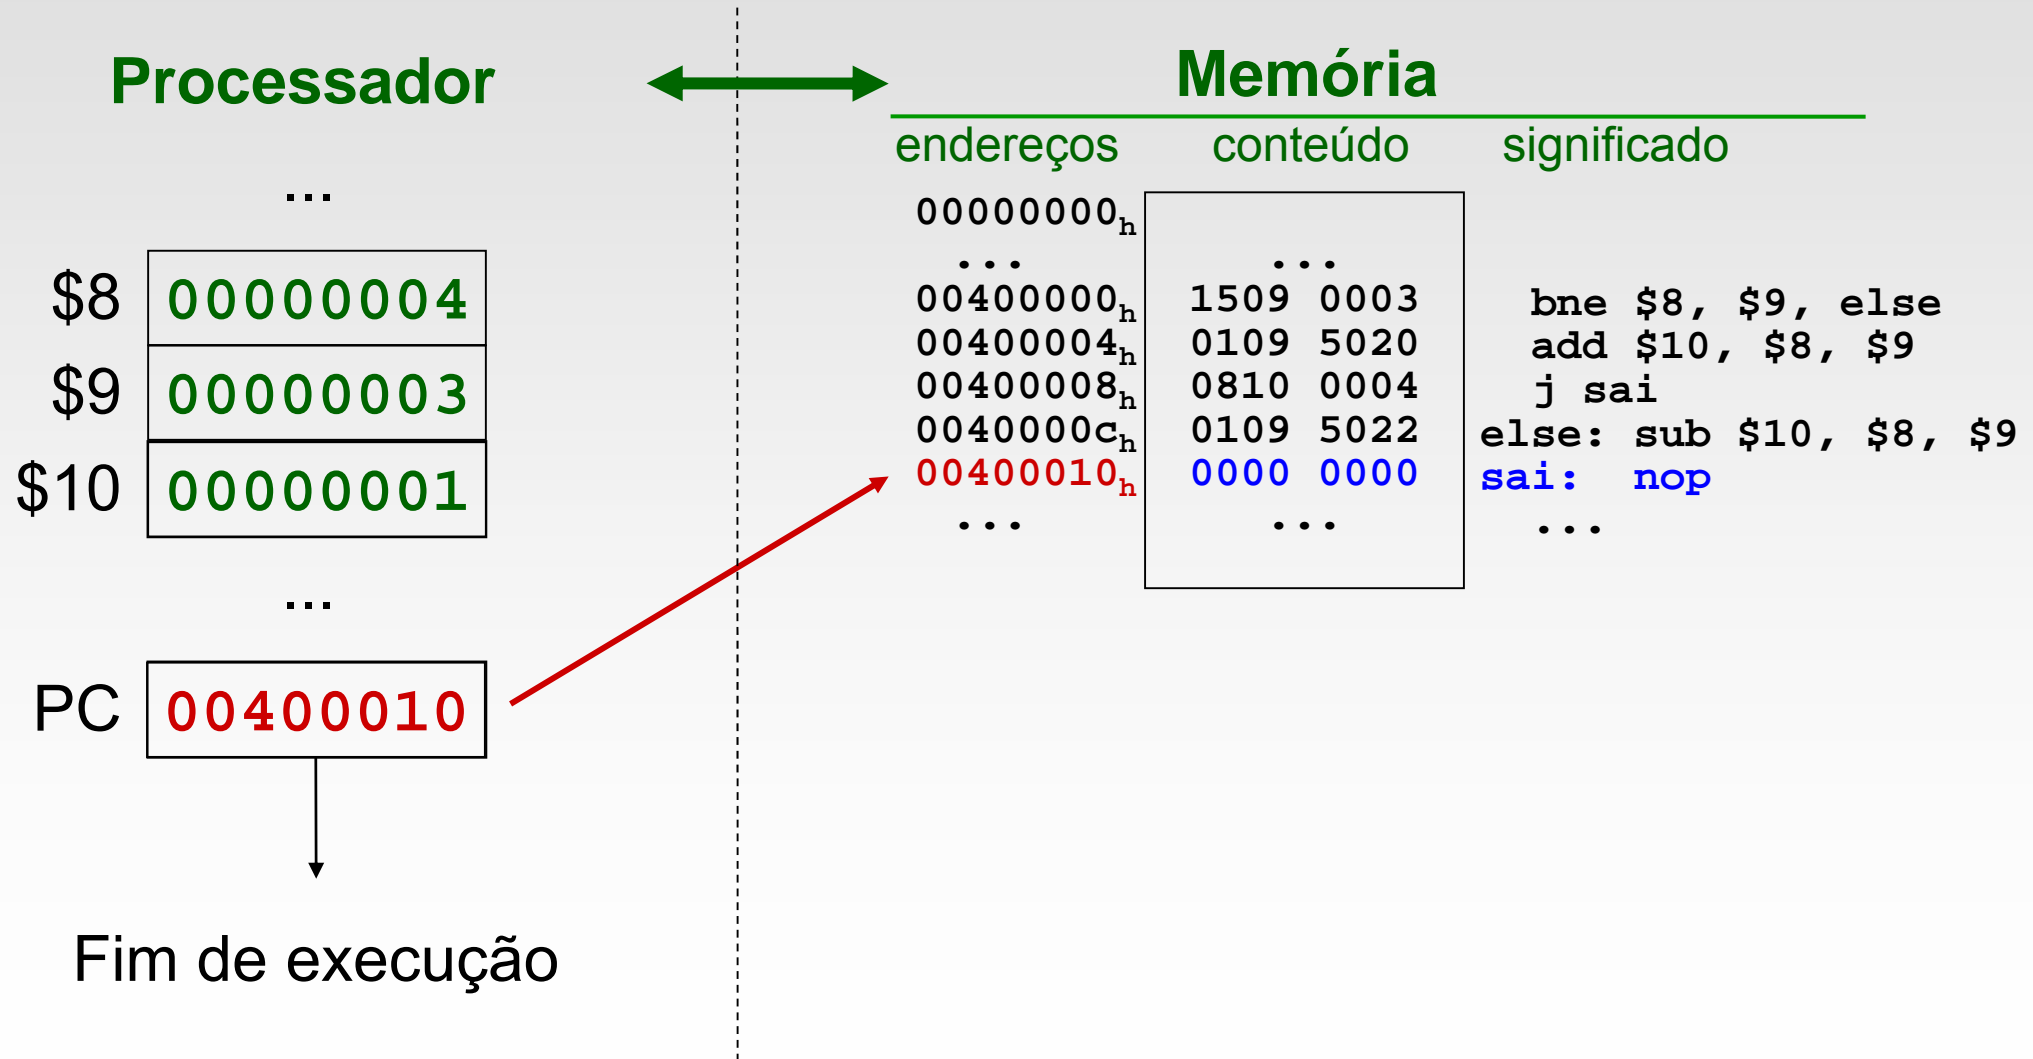 Processador
...
$8 00000004
$9 00000003
$10 00000001
...
PC 00400010
Fim de execução
Memória
endereços conteúdo significado
00000000h
... ...
00400000h 1509 0003 bne $8, $9, else
00400004h 0109 5020 add $10, $8, $9
00400008h 0810 0004 j sai
0040000ch 0109 5022 else: sub $10, $8, $9
00400010h 0000 0000 sai: nop
... ... ...